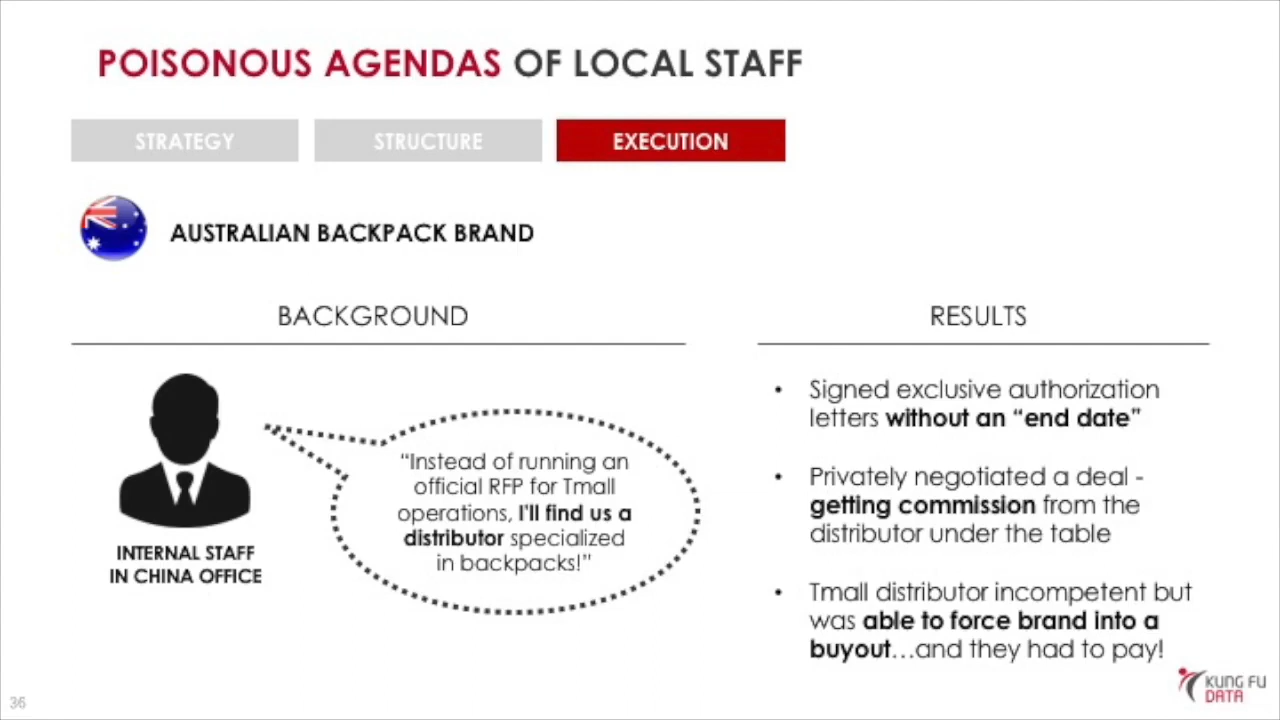 POISONOUS AGENDAS OF LOCAL STAFF
STRATEGY
STRUCTURE
EXECUTION
AUSTRALIAN BACKPACK BRAND
BACKGROUND
INTERNAL STAFF
IN CHINA OFFICE
“Instead of running an
official RFP for Tmall
operations, I'll find us a
distributor specialized
in backpacks!”
RESULTS
• Signed exclusive authorization
letters without an “end date”
• Privately negotiated a deal -
getting commission from the
distributor under the table
• Tmall distributor incompetent but
was able to force brand into a
buyout…and they had to pay!
36
KUNG FU
DATA